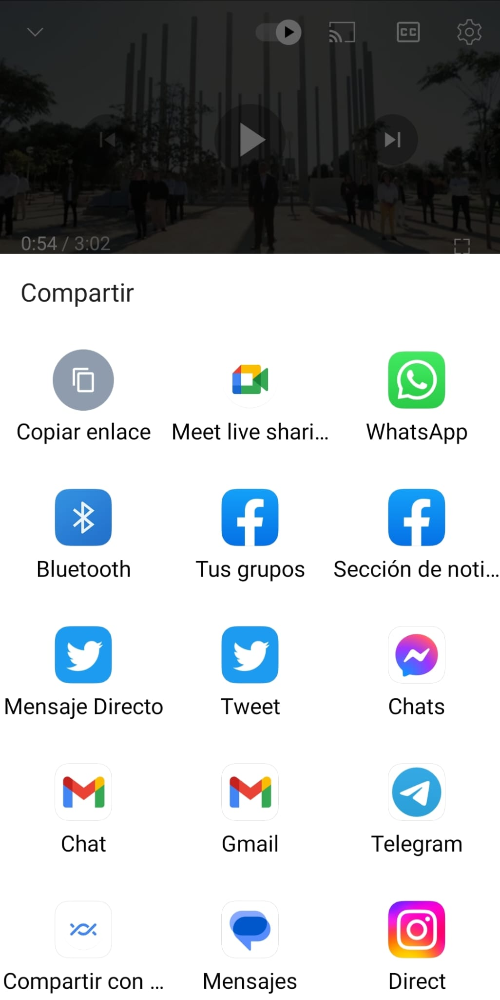 CC
0:54 / 3:02
Compartir
Copiar enlace
Meet live shari...
WhatsApp
Bluetooth
Tus grupos
Sección de noti...
Mensaje Directo
Tweet
Chats
Chat
Gmail
Telegram
Compartir con ...
Mensajes
Direct